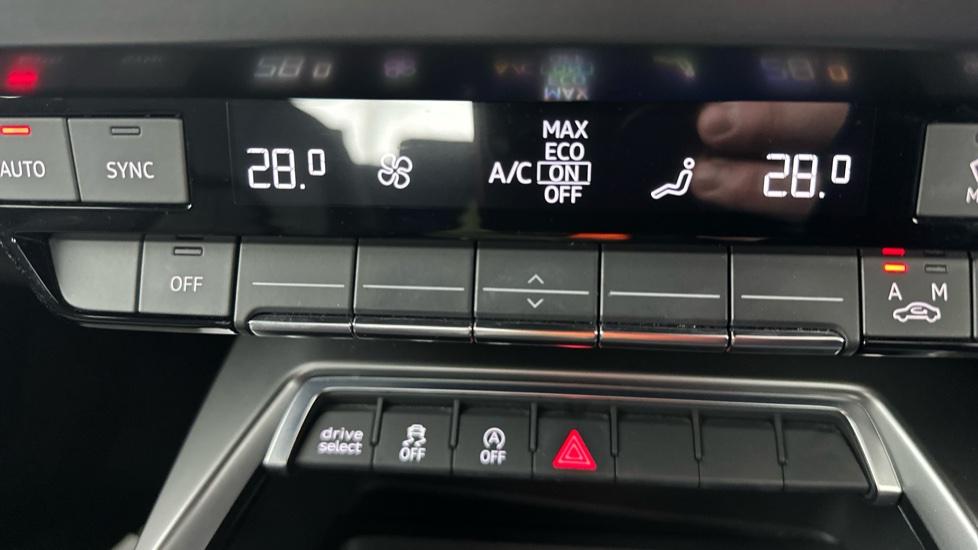 AUTO
SYNC
28.0
A/C
MAX
ECO
ON
OFF
28.0
OFF
A M
drive
select
OFF
A
OFF